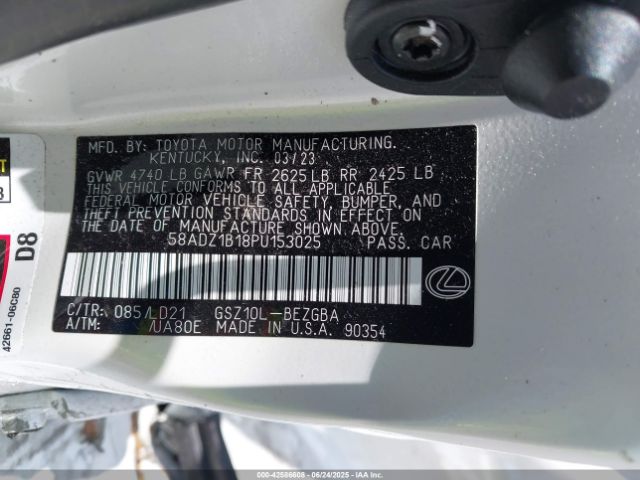 MFD. BY: TOYOTA MOTOR MANUFACTURING.
KENTUCKY, INC. 03/23
GVWR 4740 LB GAWR FR 2625 LB RR 2425 LB
THIS VEHICLE CONFORMS TO ALL APPLICABLE
FEDERAL MOTOR VEHICLE SAFETY, BUMPER, AND
THEFT PREVENTION STANDARDS IN EFFECT ON
THE DATE OF MANUFACTURE SHOWN ABOVE.
58ADZ1B18PU153025 PASS. CAR
C/TR: 085/LD21 GSZ10L-BEZGBA
A/TM: /UA80E MADE IN U.S.A. 90354
D8
42661-06C80
000-42586608 | 06/24/2025 | IAA